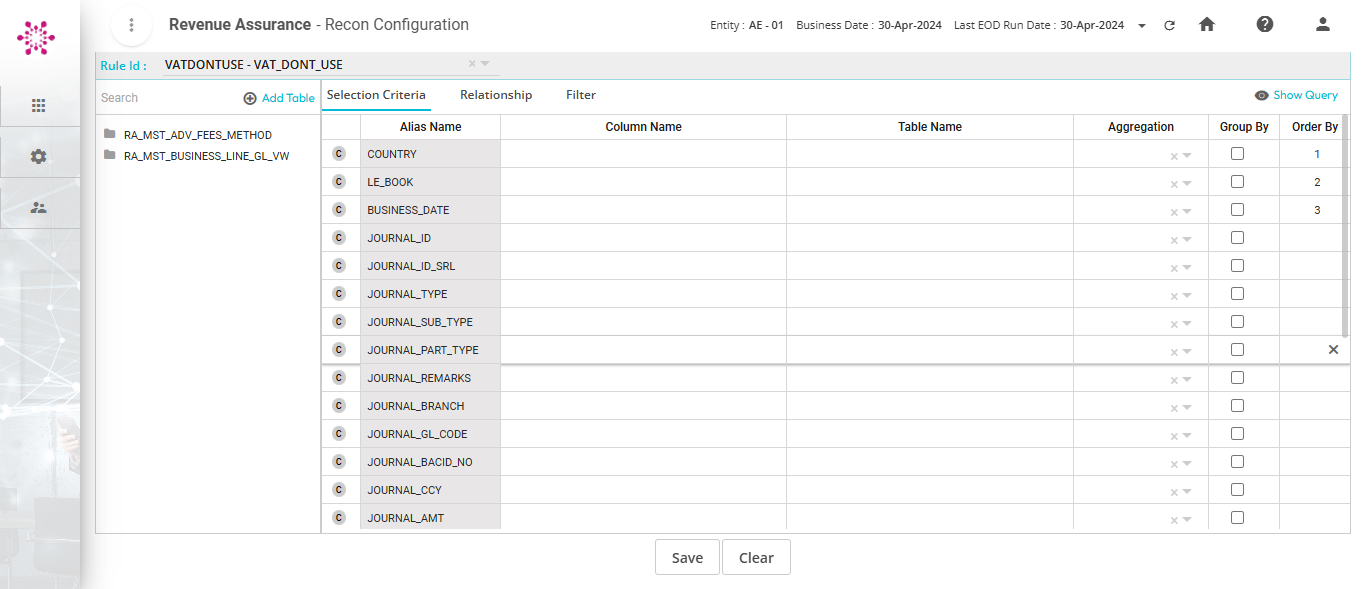 Revenue Assurance - Recon Configuration
Entity : AE - 01 Business Date : 30-Apr-2024 Last EOD Run Date : 30-Apr-2024
Rule Id : VATDONTUSE - VAT_DONT_USE
Search Add Table
Selection Criteria Relationship Filter Show Query
RA_MST_ADV_FEES_METHOD
RA_MST_BUSINESS_LINE_GL_VW
Alias Name Column Name Table Name Aggregation Group By Order By
C COUNTRY 1
C LE_BOOK 2
C BUSINESS_DATE 3
C JOURNAL_ID
C JOURNAL_ID_SRL
C JOURNAL_TYPE
C JOURNAL_SUB_TYPE
C JOURNAL_PART_TYPE
C JOURNAL_REMARKS
C JOURNAL_BRANCH
C JOURNAL_GL_CODE
C JOURNAL_BACID_NO
C JOURNAL_CCY
C JOURNAL_AMT
Save Clear